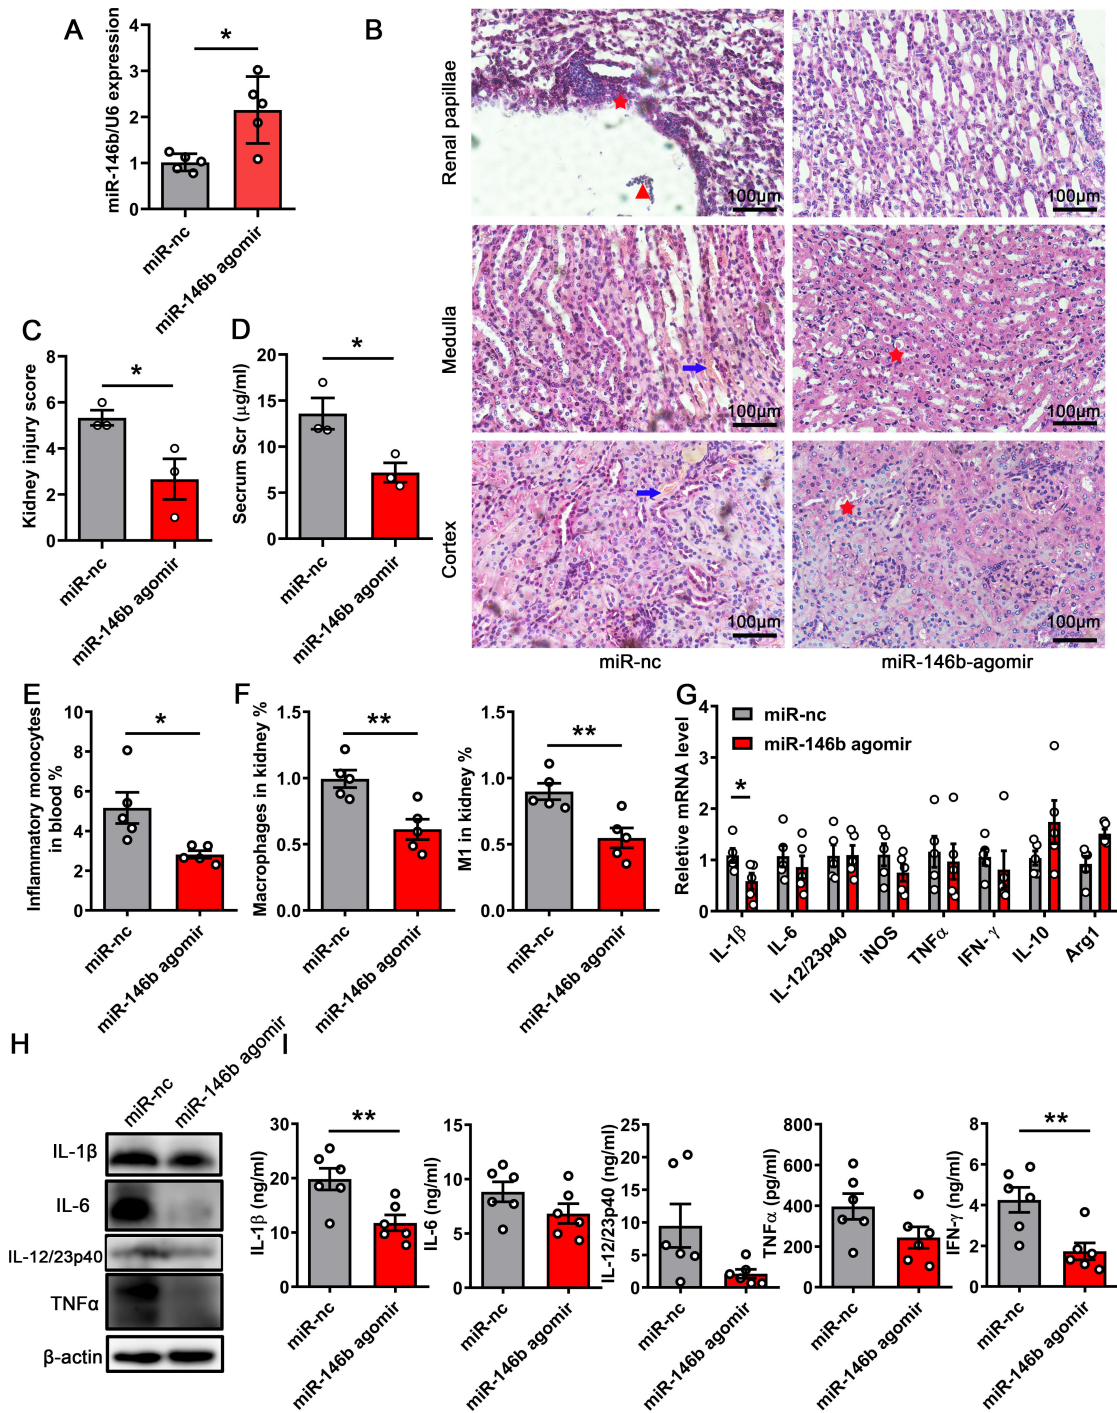 A
miR-146b/U6 expression
4
3
2
1
0
*
miR-nc
miR-146b agomir
B
Renal papillae
Medulla
Cortex
100μm
100μm
100μm
100μm
100μm
100μm
miR-nc
miR-146b-agomir
C
Kidney injury score
8
6
4
2
0
*
miR-nc
miR-146b agomir
D
Secrum Scr (μg/ml)
20
15
10
5
0
*
miR-nc
miR-146b agomir
E
Inflammatory monocytes
in blood %
10
8
6
4
2
0
*
miR-nc
miR-146b agomir
F
Macrophages in kidney %
1.5
1.0
0.5
0.0
**
miR-nc
miR-146b agomir
M1 in kidney %
1.5
1.0
0.5
0.0
**
miR-nc
miR-146b agomir
G
Reletive mRNA level
4
3
2
1
0
miR-nc
miR-146b agomir
*
IL-1β
IL-6
IL-12/23p40
iNOS
TNFα
IFN- γ
IL-10
Arg1
H
miR-nc
miR-146b agomir
IL-1β
IL-6
IL-12/23p40
TNFα
β-actin
I
IL-1β (ng/ml)
30
20
10
0
**
miR-nc
miR-146b agomir
IL-6 (ng/ml)
15
10
5
0
miR-nc
miR-146b agomir
IL-12/23p40 (ng/ml)
25
20
15
10
5
0
miR-nc
miR-146b agomir
TNFα (pg/ml)
800
600
400
200
0
miR-nc
miR-146b agomir
IFN-γ (ng/ml)
8
6
4
2
0
**
miR-nc
miR-146b agomir